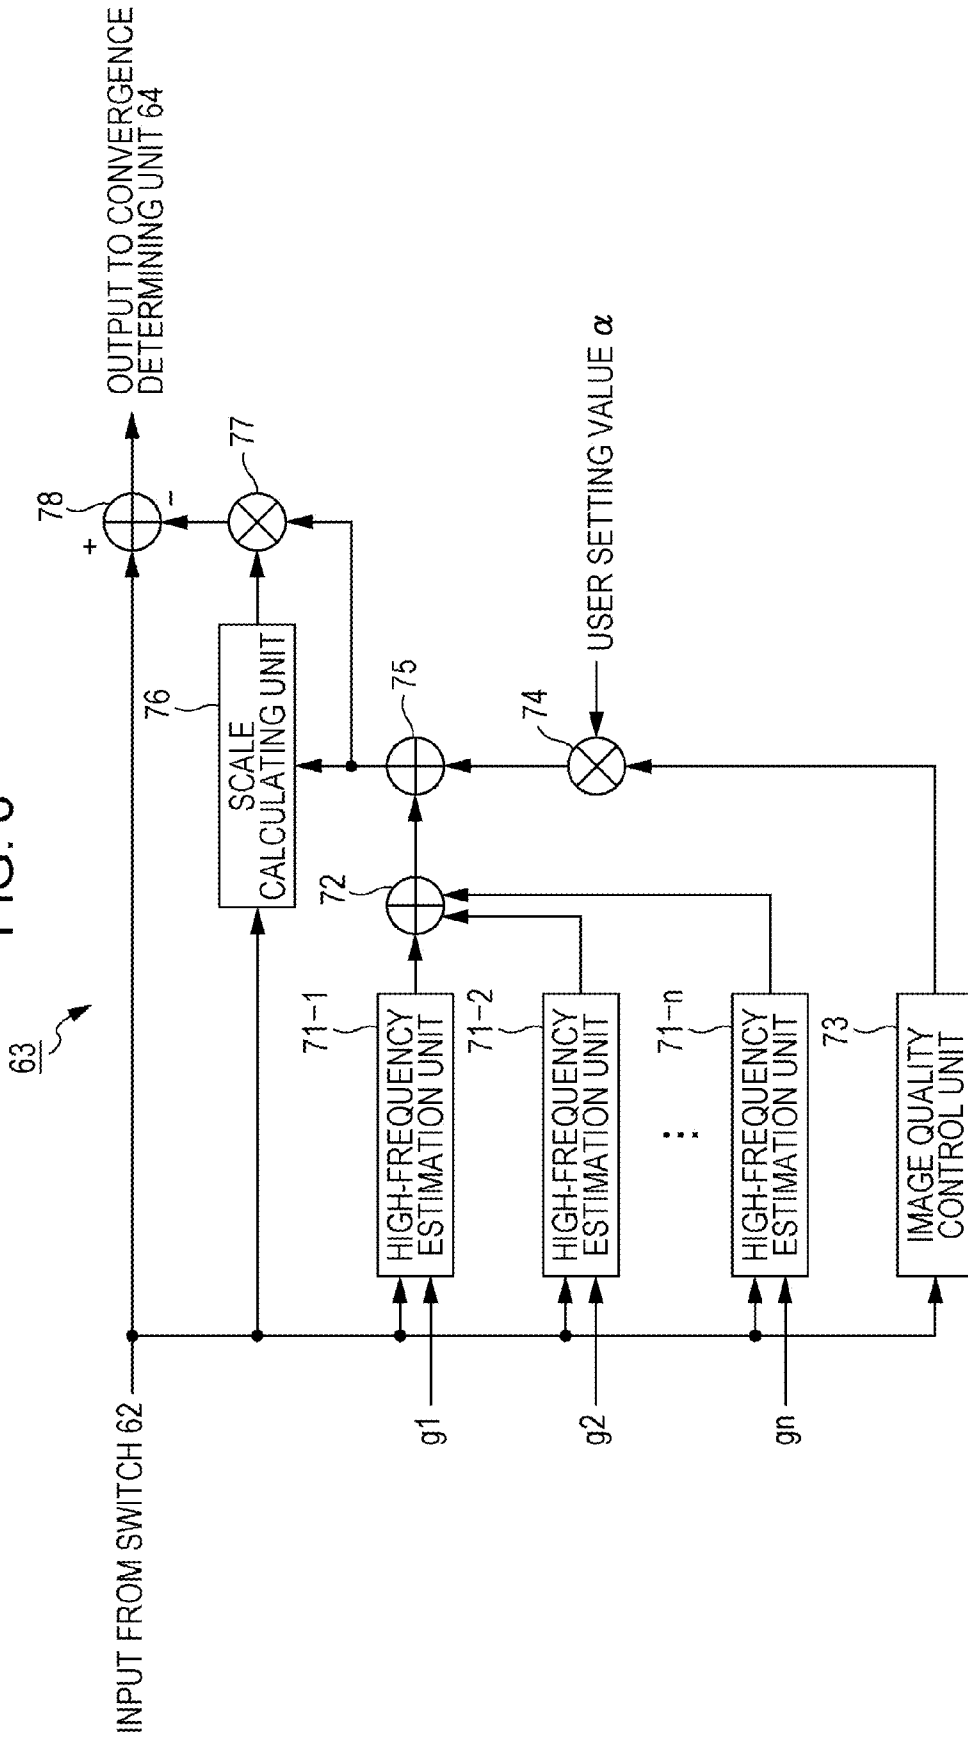 63
INPUT FROM SWITCH 62
+
78
−
OUTPUT TO CONVERGENCE
DETERMINING UNIT 64
76
SCALE
CALCULATING UNIT
77
g1
71-1
HIGH-FREQUENCY
ESTIMATION UNIT
72
75
g2
71-2
HIGH-FREQUENCY
ESTIMATION UNIT
74
USER SETTING VALUE α
gn
71-n
HIGH-FREQUENCY
ESTIMATION UNIT
73
IMAGE QUALITY
CONTROL UNIT